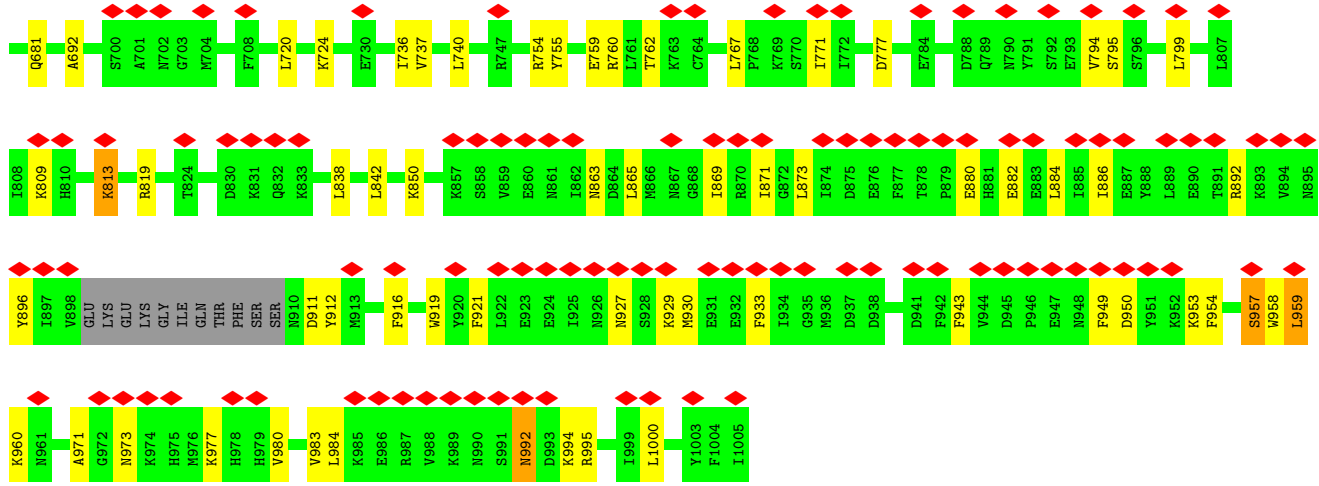 Q681 A692 S700 A701 N702 G703 M704 F708 L720 K724 E730 I736 V737 L740 R747 R754 Y755 E759 R760 L761 T762 K763 C764 L767 P768 K769 S770 I771 I772 D777 E784 D788 Q789 N790 Y791 S792 E793 V794 S795 S796 L799 L807
I808 K809 H810 K813 R819 T824 D830 K831 Q832 K833 L838 L842 K850 K857 S858 V859 E860 N861 I862 N863 D864 L865 M866 N867 G868 I869 R870 I871 G872 L873 I874 D875 E876 F877 T878 P879 E880 H881 E882 E883 L884 I885 I886 E887 Y888 L889 E890 T891 R892 K893 V894 N895
Y896 I897 V898 GLU LYS GLU LYS GLY ILE GLN THR PHE SER SER N910 D911 Y912 M913 F916 W919 Y920 F921 L922 E923 E924 I925 N926 N927 S928 K929 M930 E931 E932 F933 I934 G935 M936 D937 D938 D941 F942 F943 V944 D945 P946 E947 N948 F949 D950 Y951 K952 K953 F954 S957 W958 L959
K960 N961 A971 G972 N973 K974 H975 M976 K977 H978 H979 V980 V983 L984 K985 E986 R987 V988 K989 N990 S991 N992 D993 K994 R995 I999 L1000 Y1003 F1004 I1005